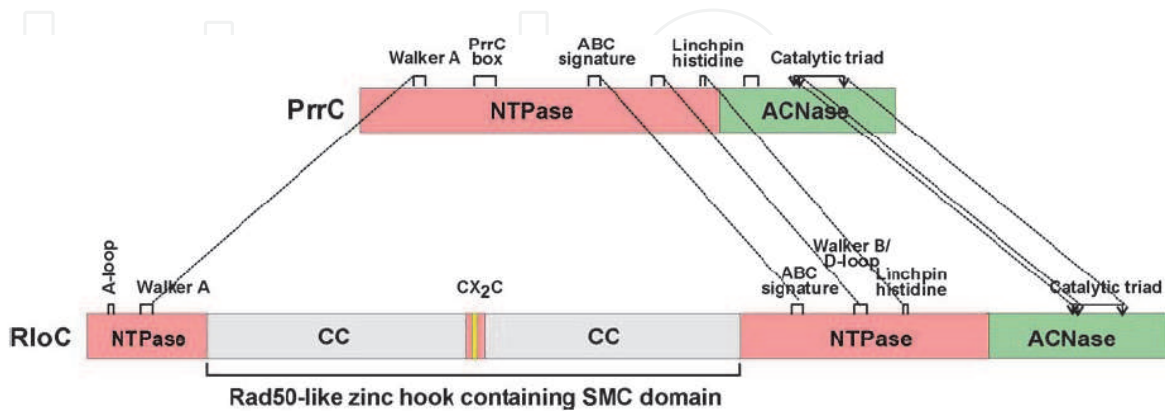 Walker A
PrrC
box
ABC
signature
Linchpin
histidine
Catalytic triad
PrrC
NTPase
ACNase
A-loop
Walker A
CX₂C
ABC
signature
Walker B/
D-loop
Linchpin
histidine
Catalytic triad
RloC
NTPase
CC
CC
NTPase
ACNase
Rad50-like zinc hook containing SMC domain